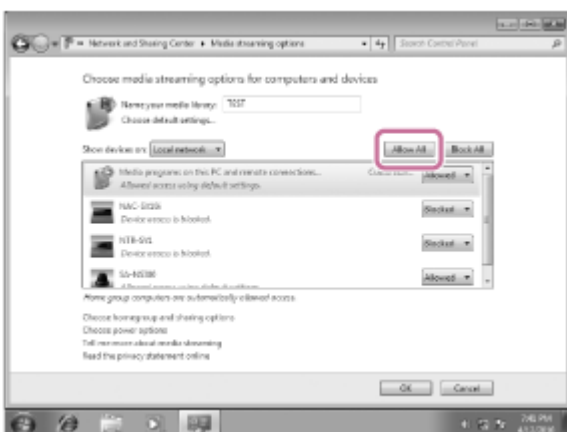 Network and Sharing Center ▸ Media streaming options
Search Control Panel
Choose media streaming options for computers and devices
Name your media library: TEST
Choose default settings...
Show devices on: Local network
Allow All
Block All
Media programs on this PC and remote connections...
Allowed
Allowed access using default settings.
Blocked
Device access is blocked.
Blocked
Device access is blocked.
Allowed
Home group computers are automatically allowed access.
Choose homegroup and sharing options
Choose power options
Tell me more about media streaming
Read the privacy statement online
OK
Cancel
7:41 PM